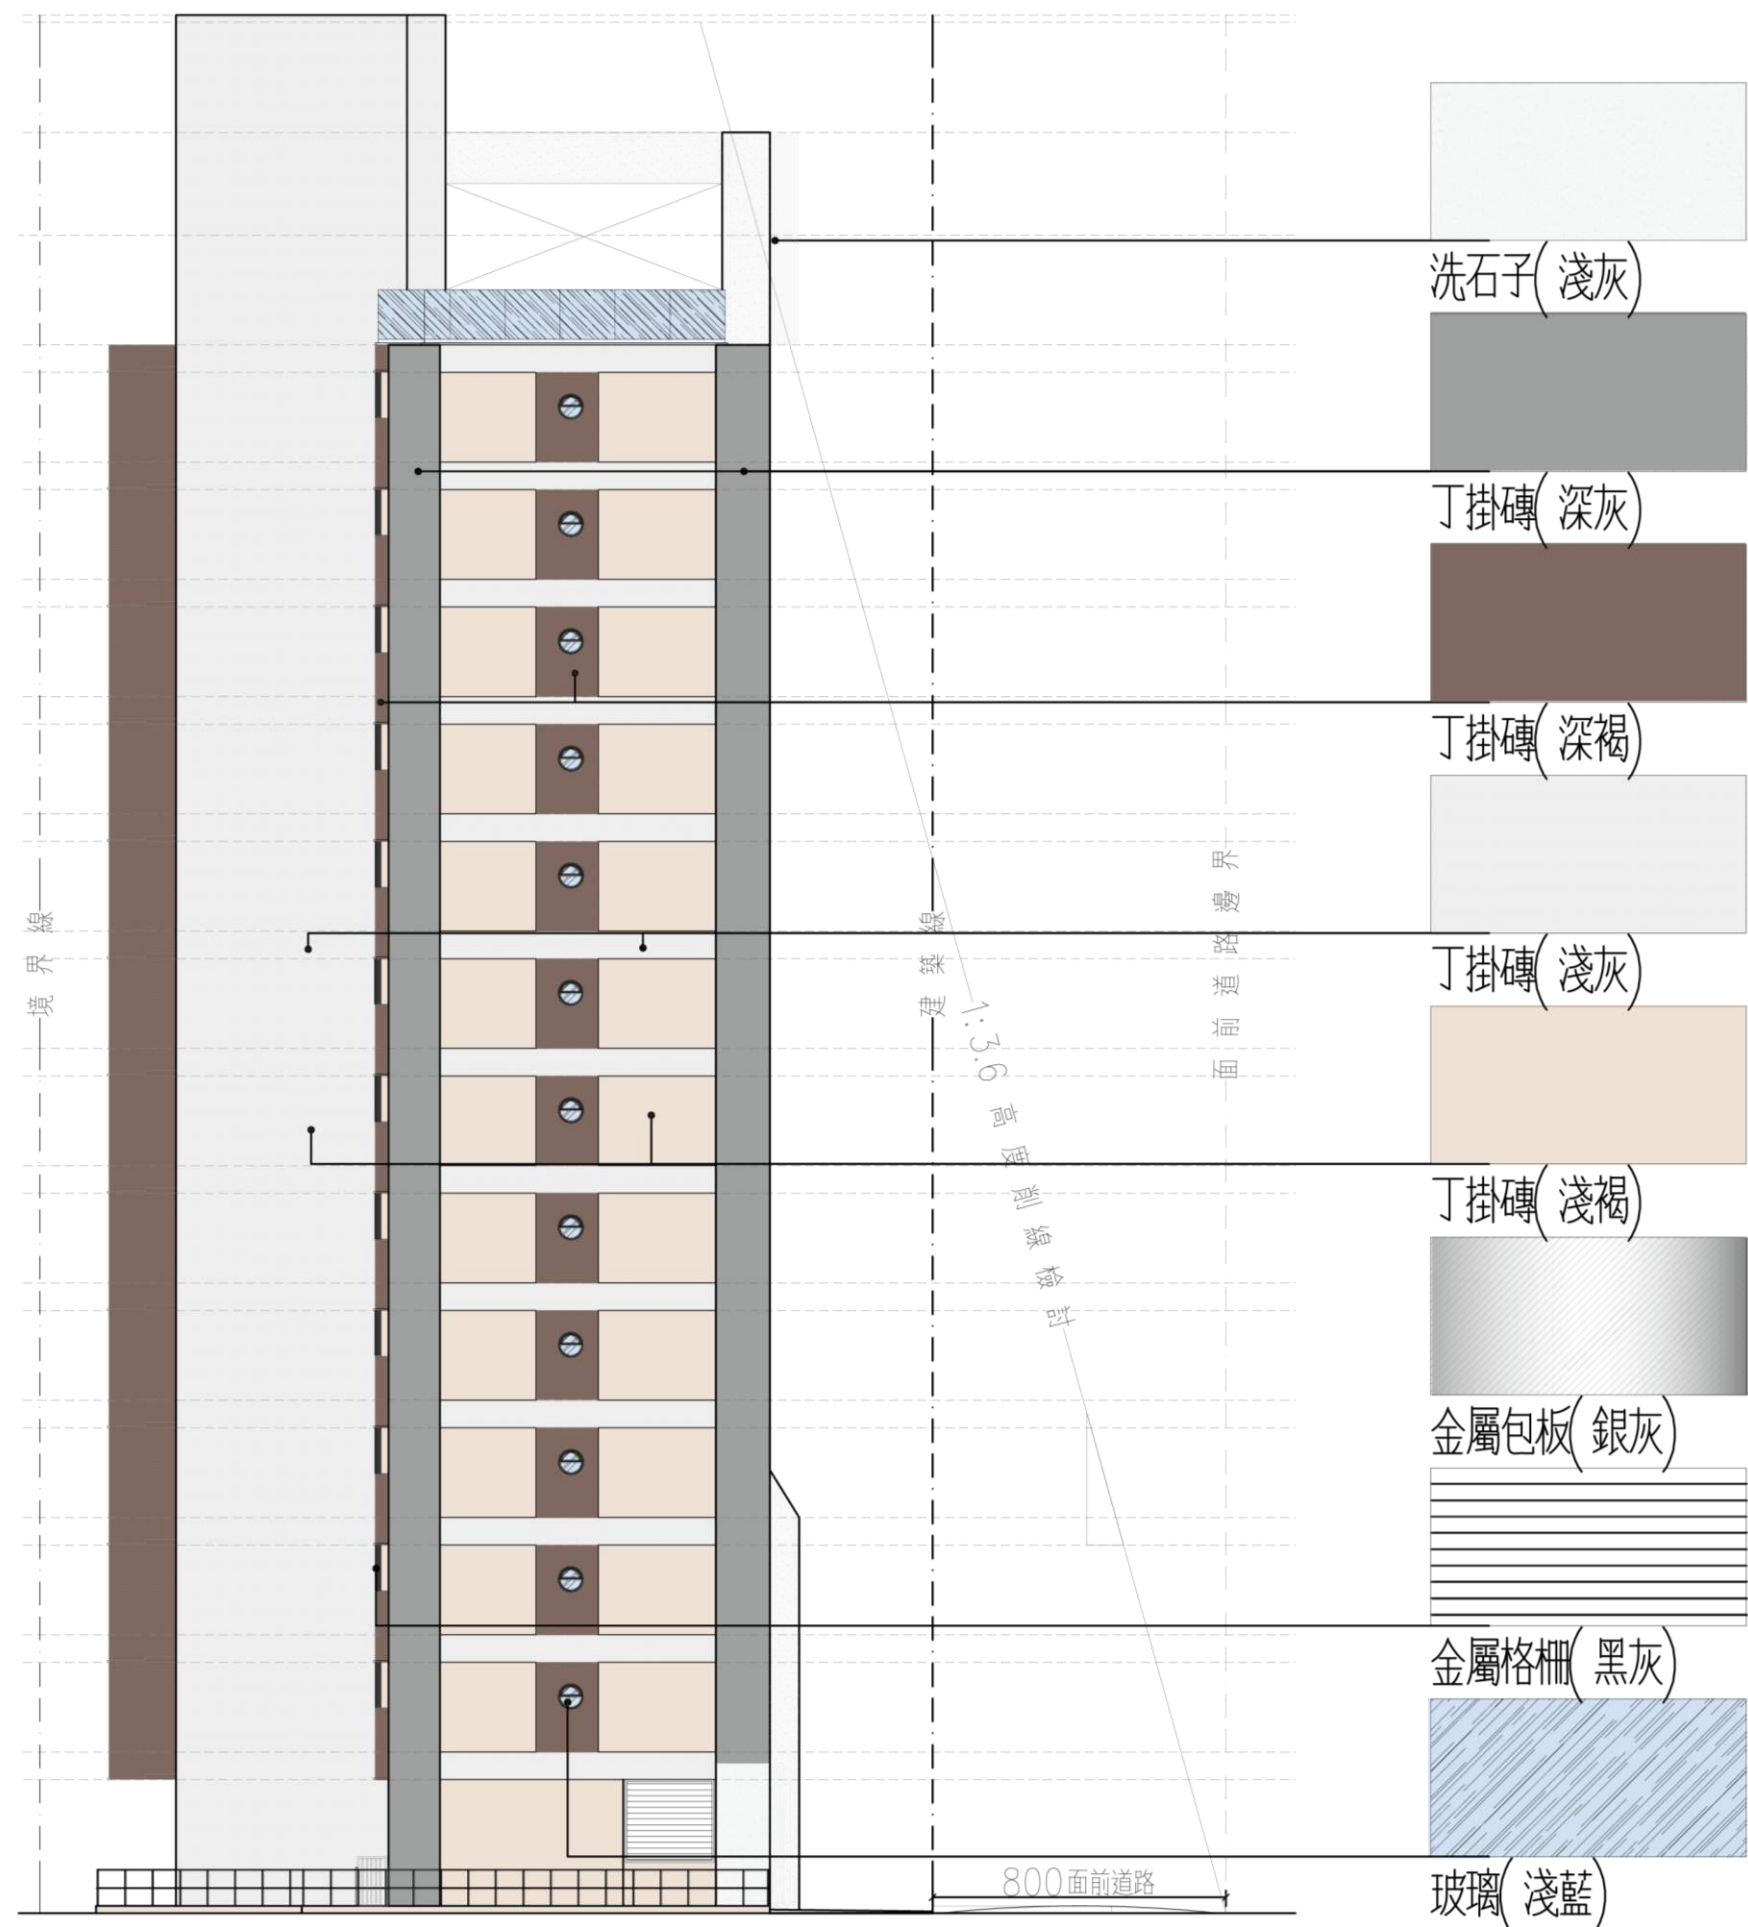 洗石子(淺灰)
丁掛磚(深灰)
丁掛磚(深褐)
丁掛磚(淺灰)
丁掛磚(淺褐)
金屬包板(銀灰)
金屬格柵(黑灰)
玻璃(淺藍)
境界線
建築線
面前道路邊界
1:3.6 高度削線檢討
800面前道路